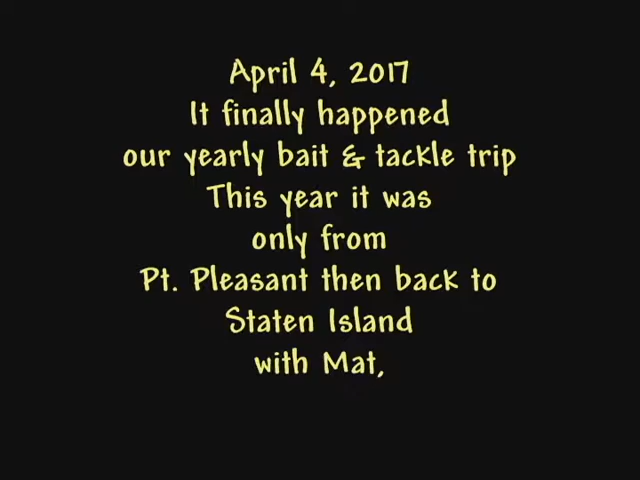 April 4, 2017
It finally happened
our yearly bait & tackle trip
This year it was
only from
Pt. Pleasant then back to
Staten Island
with Mat,